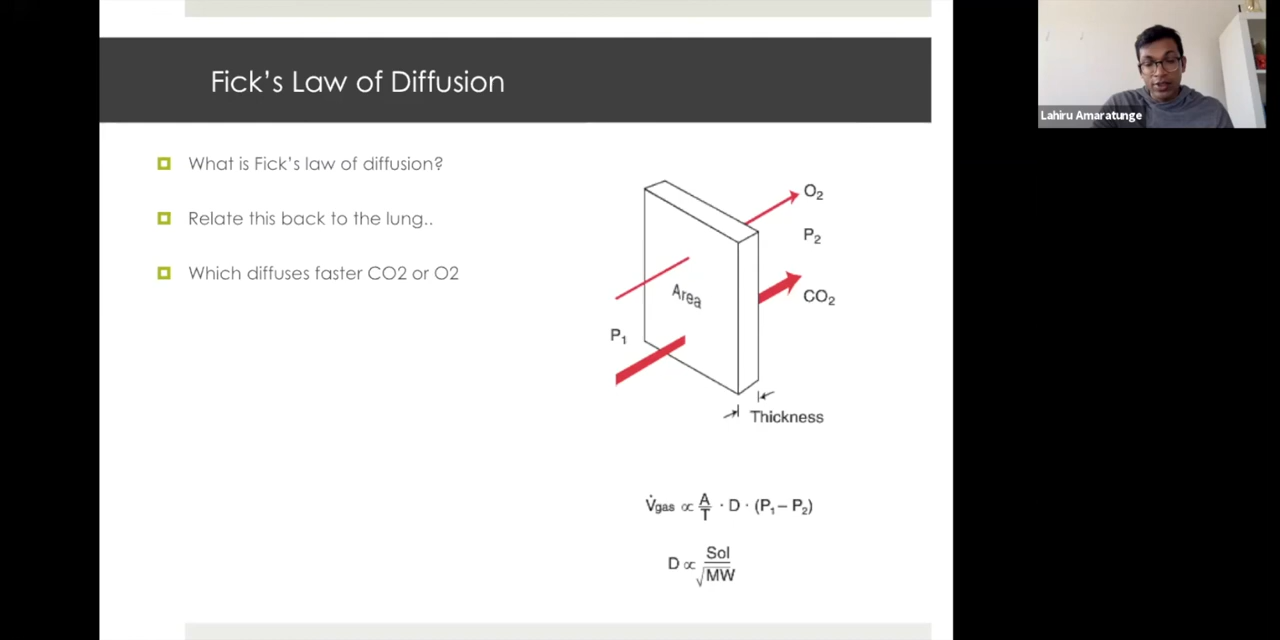 Fick's Law of Diffusion
Lahiru Amaratunge
What is Fick's law of diffusion?
Relate this back to the lung..
Which diffuses faster CO2 or O2
O₂
P₂
CO₂
Area
P₁
Thickness
V̇gas ∝ A/T · D · (P₁ – P₂)
D ∝ Sol/√MW